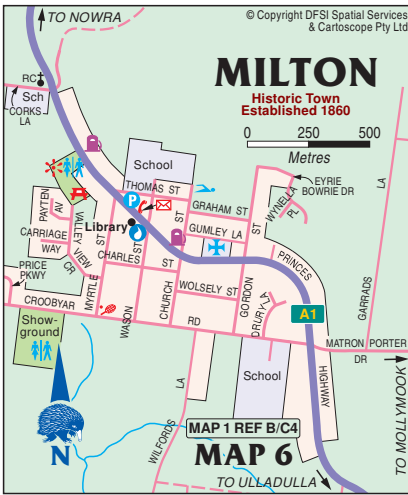 TO NOWRA
© Copyright DFSI Spatial Services
& Cartoscope Pty Ltd
MILTON
Historic Town
Established 1860
0 250 500
Metres
RC
Sch
CORKS
LA
School
THOMAS ST
P
EYRIE
BOWRIE DR
LA
WYNELLA
PL
GRAHAM ST
ST
GUMLEY LA
ST
PAYTEN
AV
Library
CARRIAGE
WAY
VALLEY VIEW
CR
ST
ST
CHARLES ST
PRINCES
PRICE
PKWY
MYRTLE
WOLSELY ST
CHURCH
GORDON
DRURY LA
GARRADS
CROOBYAR
WASON
RD
A1
Show-
ground
MATRON PORTER
DR
School
HIGHWAY
LA
WILFORDS
TO MOLLYMOOK
MAP 1 REF B/C4
MAP 6
N
TO ULLADULLA